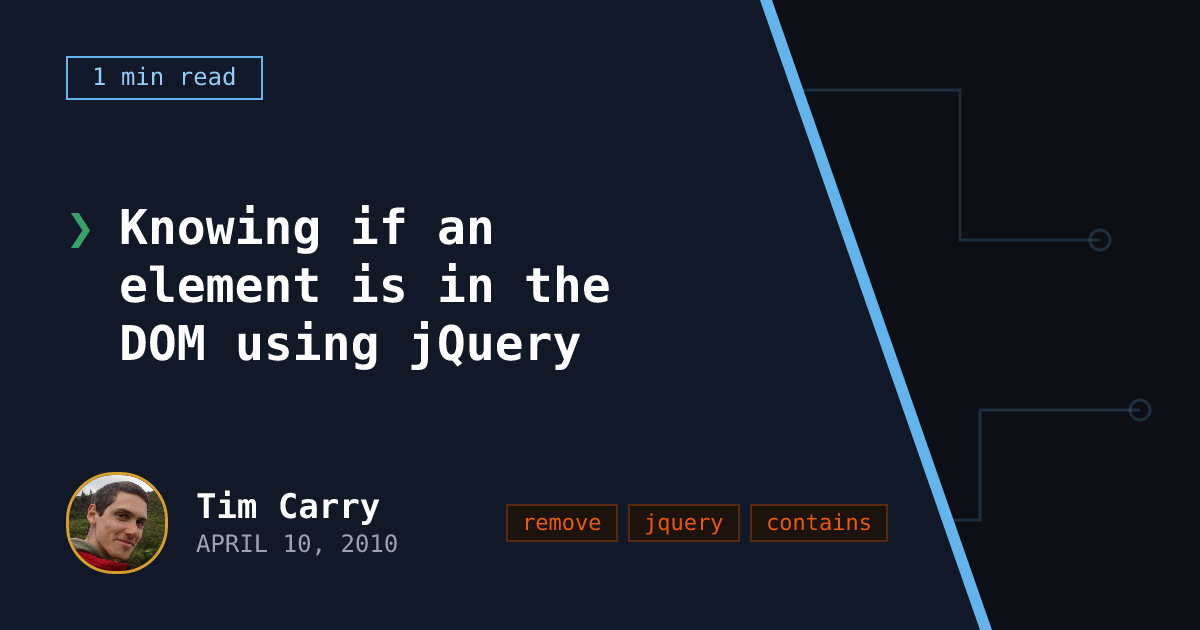 1 min read
❯ Knowing if an
element is in the
DOM using jQuery
Tim Carry
APRIL 10, 2010
remove jquery contains